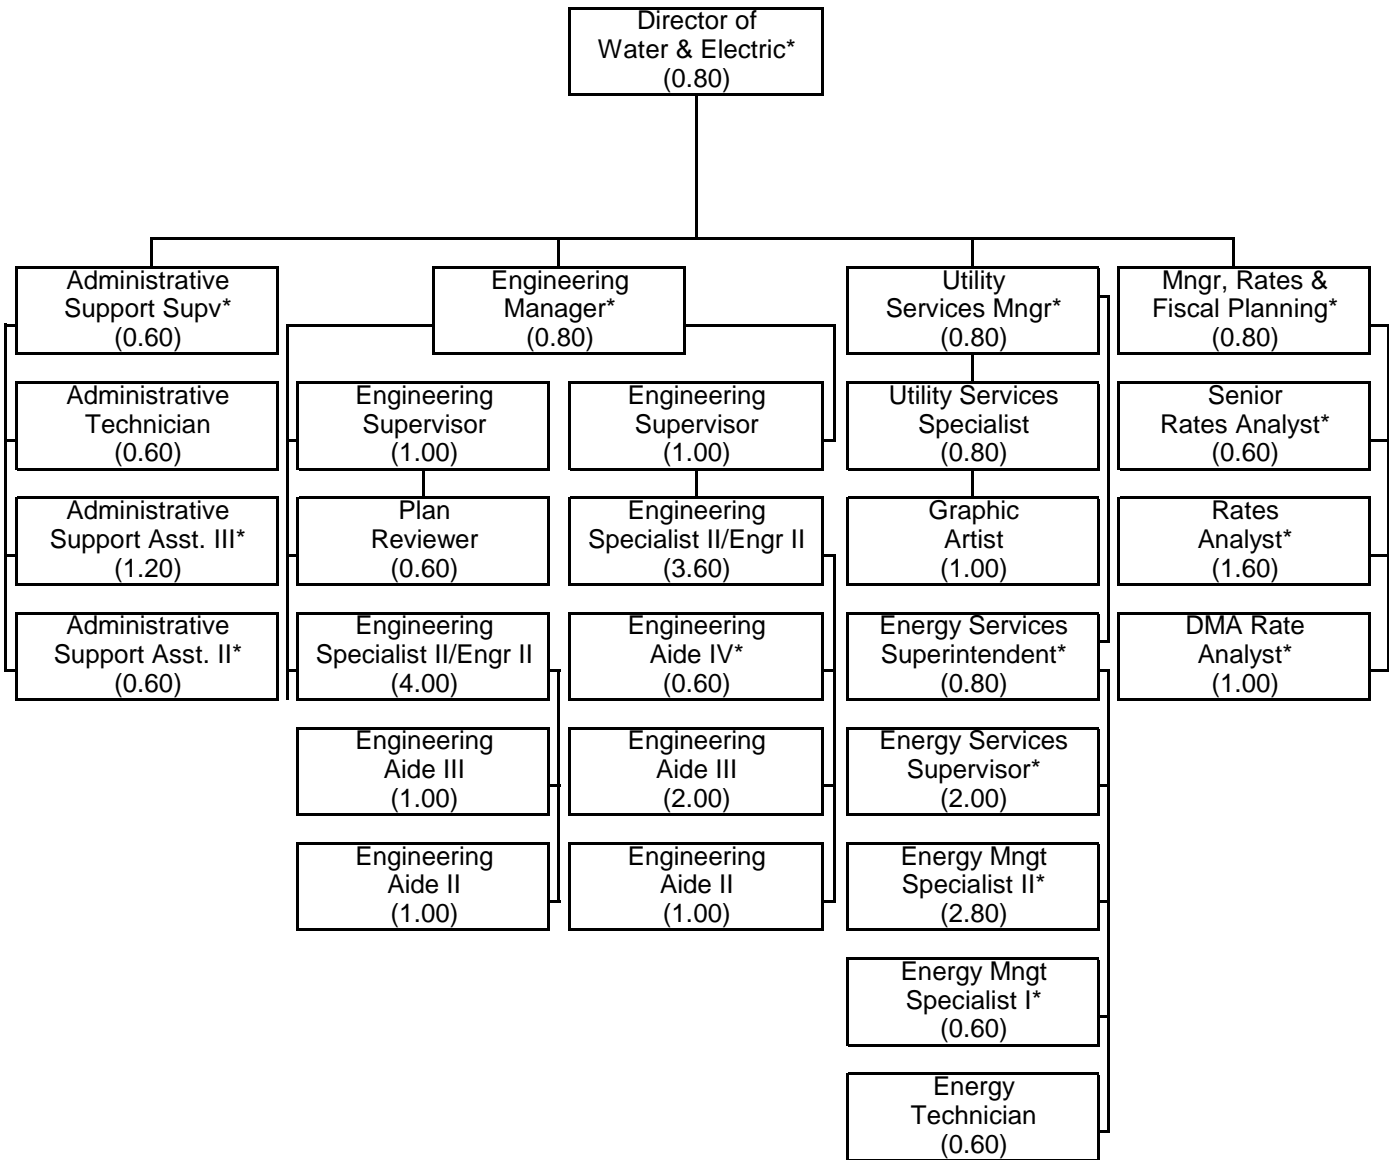 Director of
Water & Electric*
(0.80)
Administrative
Support Supv*
(0.60)
Engineering
Manager*
(0.80)
Utility
Services Mngr*
(0.80)
Mngr, Rates &
Fiscal Planning*
(0.80)
Administrative
Technician
(0.60)
Engineering
Supervisor
(1.00)
Engineering
Supervisor
(1.00)
Utility Services
Specialist
(0.80)
Senior
Rates Analyst*
(0.60)
Administrative
Support Asst. III*
(1.20)
Plan
Reviewer
(0.60)
Engineering
Specialist II/Engr II
(3.60)
Graphic
Artist
(1.00)
Rates
Analyst*
(1.60)
Administrative
Support Asst. II*
(0.60)
Engineering
Specialist II/Engr II
(4.00)
Engineering
Aide IV*
(0.60)
Energy Services
Superintendent*
(0.80)
DMA Rate
Analyst*
(1.00)
Engineering
Aide III
(1.00)
Engineering
Aide III
(2.00)
Energy Services
Supervisor*
(2.00)
Engineering
Aide II
(1.00)
Engineering
Aide II
(1.00)
Energy Mngt
Specialist II*
(2.80)
Energy Mngt
Specialist I*
(0.60)
Energy
Technician
(0.60)